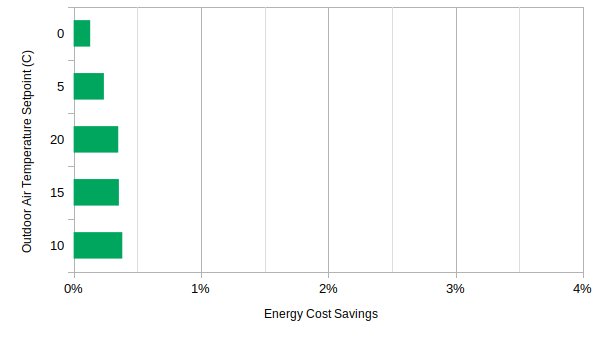 Outdoor Air Temperature Setpoint (C)
0
5
20
15
10
0% 1% 2% 3% 4%
Energy Cost Savings